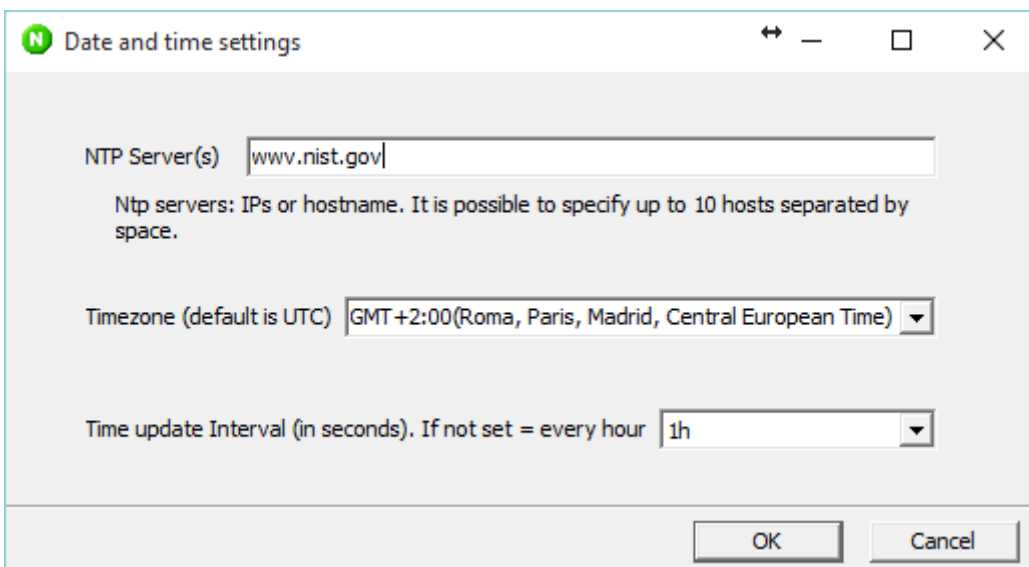 N Date and time settings
NTP Server(s) wwv.nist.gov
Ntp servers: IPs or hostname. It is possible to specify up to 10 hosts separated by
space.
Timezone (default is UTC) GMT+2:00(Roma, Paris, Madrid, Central European Time)
Time update Interval (in seconds). If not set = every hour 1h
OK Cancel